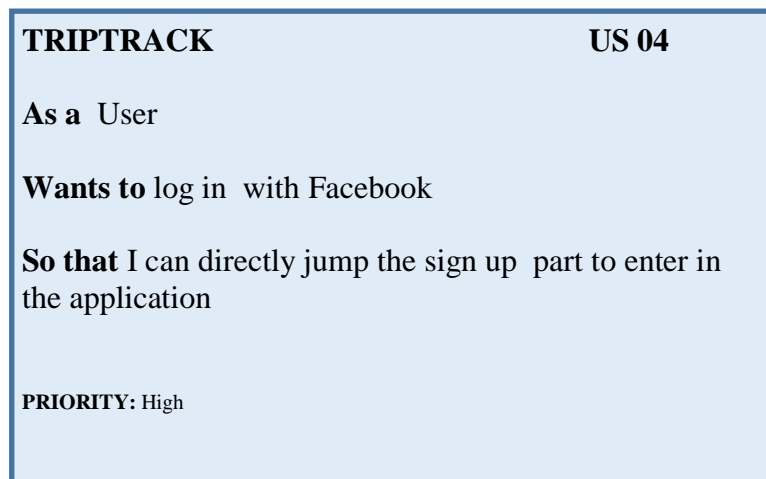 TRIPTRACK US 04
As a User
Wants to log in with Facebook
So that I can directly jump the sign up part to enter in
the application
PRIORITY: High